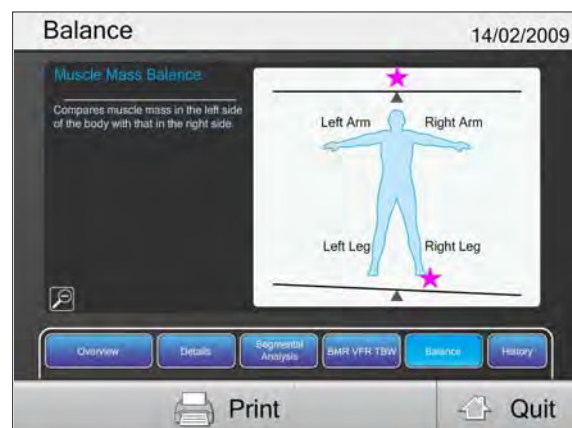 Balance
14/02/2009
Muscle Mass Balance
Compares muscle mass in the left side
of the body with that in the right side.
Left Arm
Right Arm
Left Leg
Right Leg
Overview
Details
Segmental
Analysis
BMR VFR TBW
Balance
History
Print
Quit